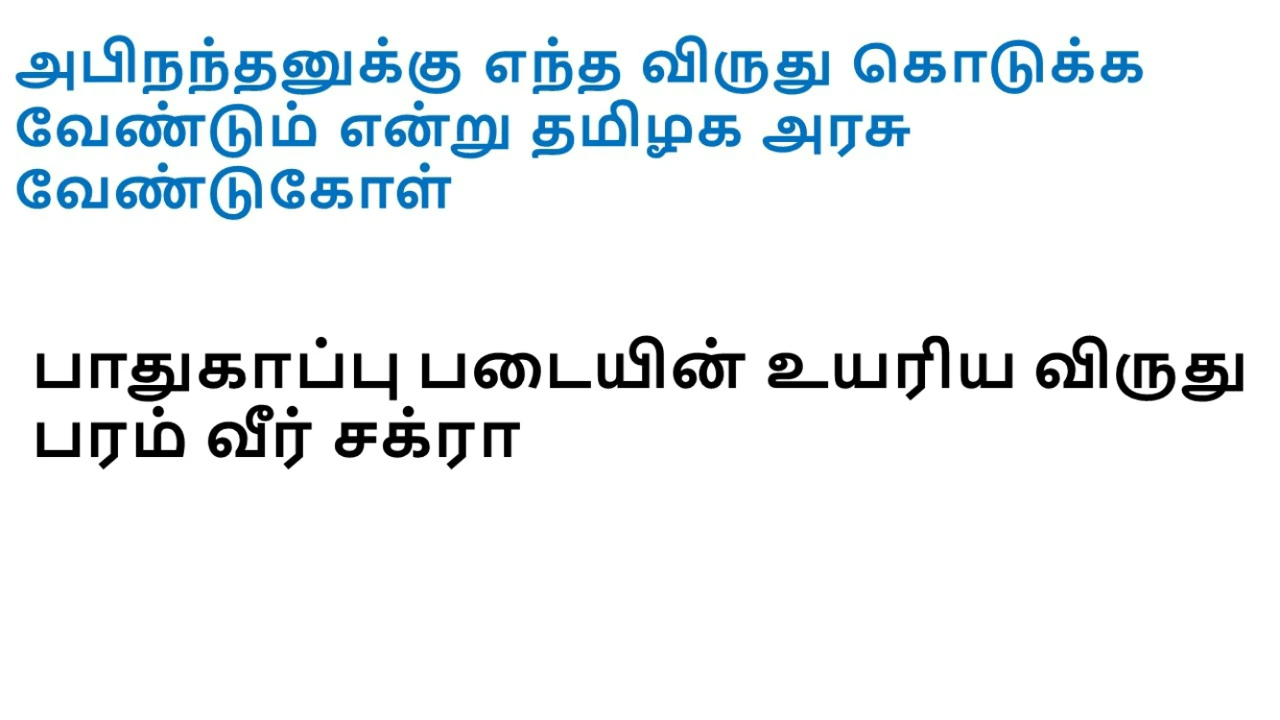 அபிநந்தனுக்கு எந்த விருது கொடுக்க
வேண்டும் என்று தமிழக அரசு
வேண்டுகோள்
பாதுகாப்பு படையின் உயரிய விருது
பரம் வீர் சக்ரா